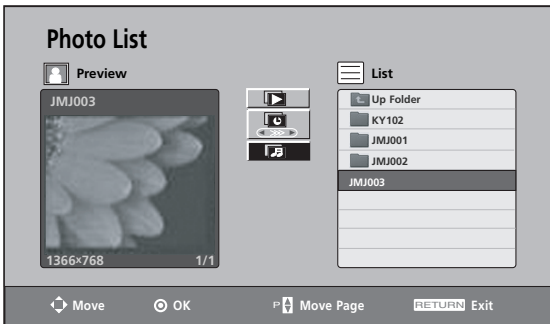 Photo List
Preview
JMJ003
1366×768 1/1
List
Up Folder
KY102
JMJ001
JMJ002
JMJ003
Move OK P Move Page RETURN Exit